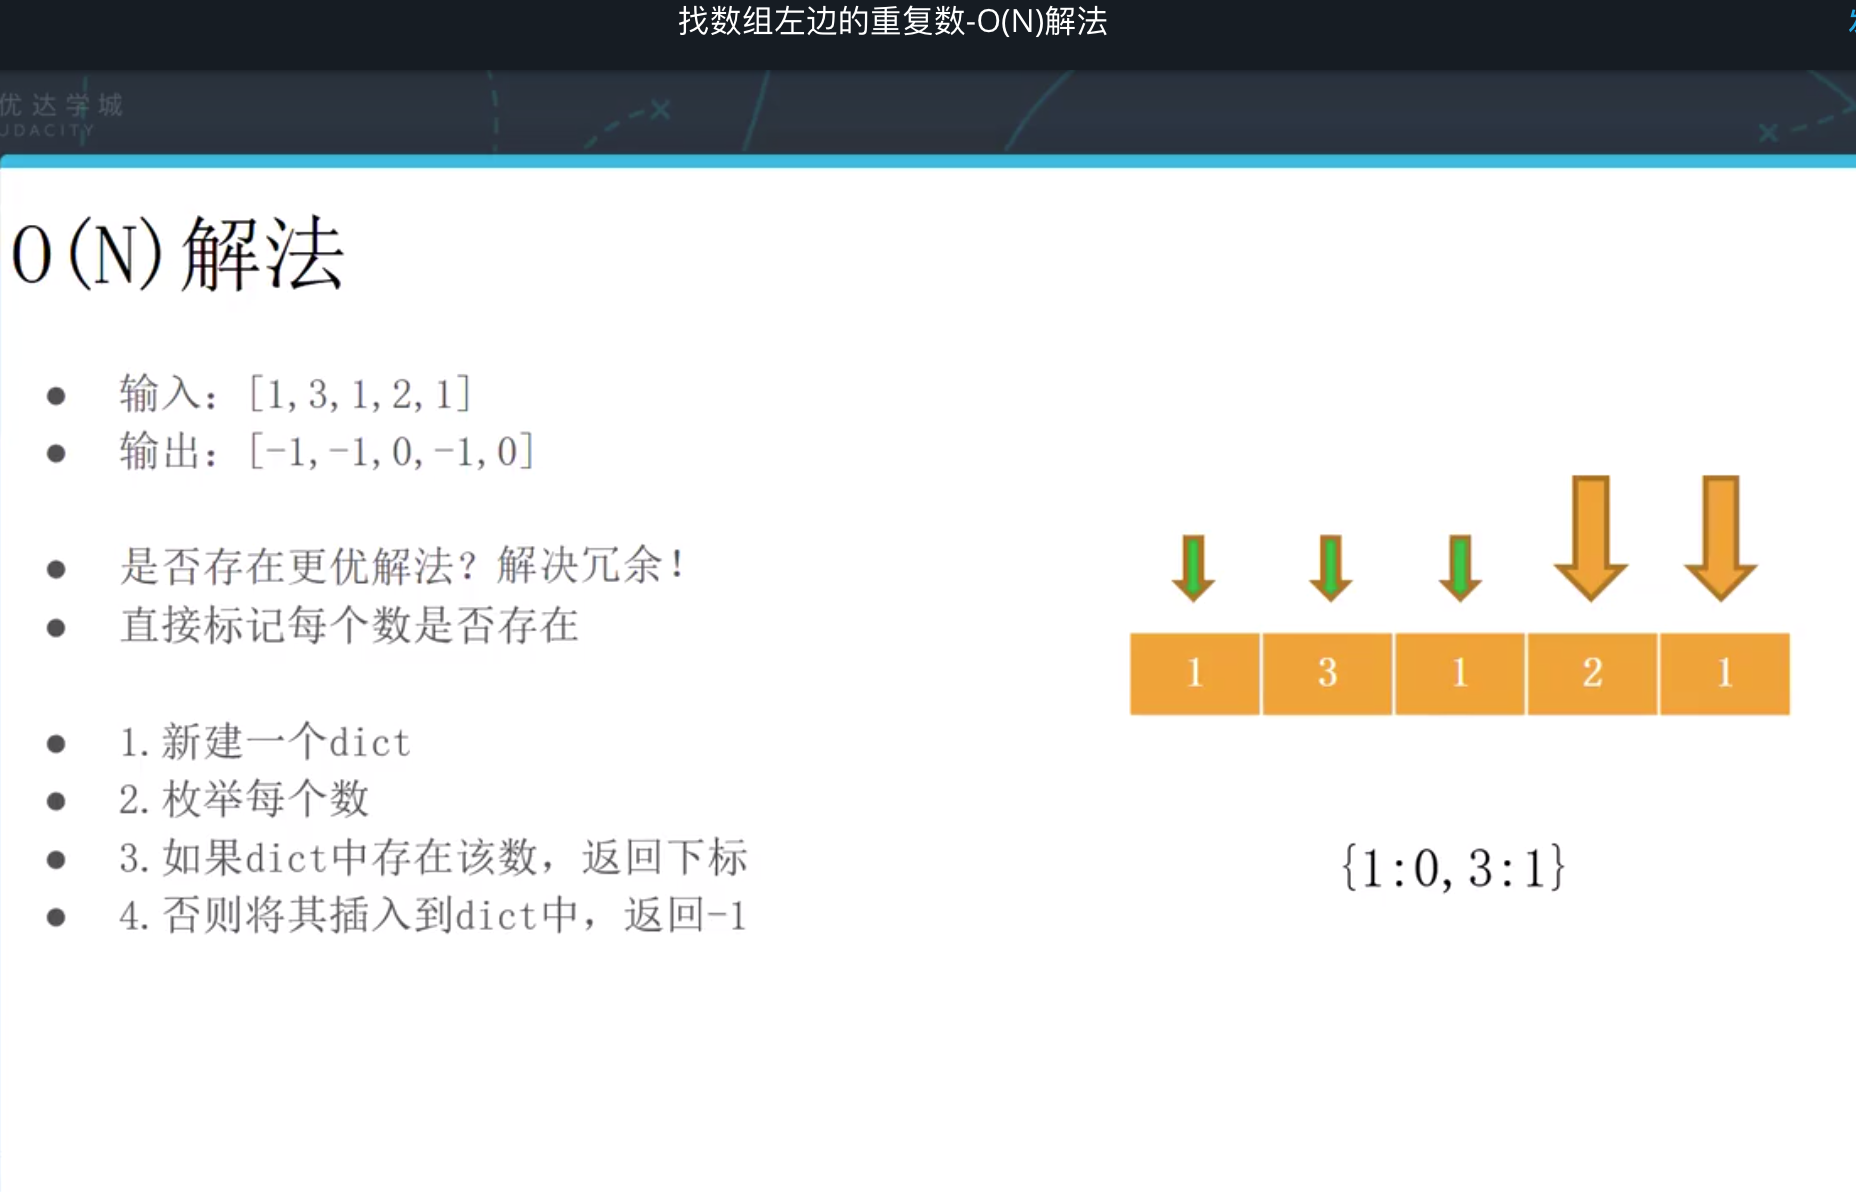 找数组左边的重复数-O(N)解法
优达学城
UDACITY
O(N)解法
输入：[1,3,1,2,1]
输出：[-1,-1,0,-1,0]
是否存在更优解法？解决冗余！
直接标记每个数是否存在
1.新建一个dict
2.枚举每个数
3.如果dict中存在该数，返回下标
4.否则将其插入到dict中，返回-1
1 3 1 2 1
{1:0,3:1}